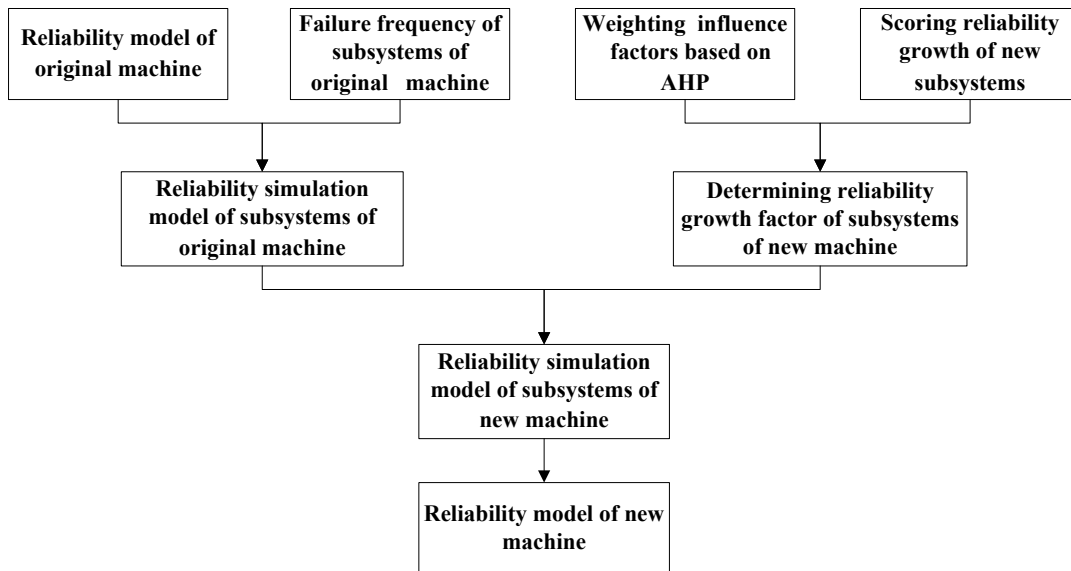 Reliability model of
original machine
Failure frequency of
subsystems of
original machine
Weighting influence
factors based on
AHP
Scoring reliability
growth of new
subsystems
Reliability simulation
model of subsystems of
original machine
Determining reliability
growth factor of subsystems
of new machine
Reliability simulation
model of subsystems of
new machine
Reliability model of new
machine